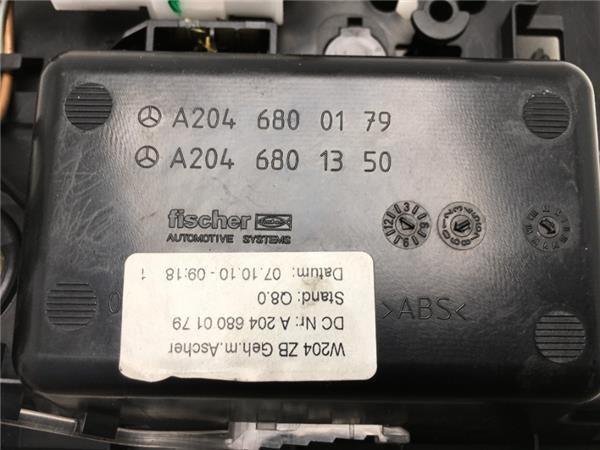 A204 680 01 79
A204 680 13 50
fischer
AUTOMOTIVE SYSTEMS
>ABS<
W204 ZB Geh.m.Ascher
DC Nr: A 204 680 01 79
Stand: Q8.0
Datum: 07.10.10 - 09:18 1